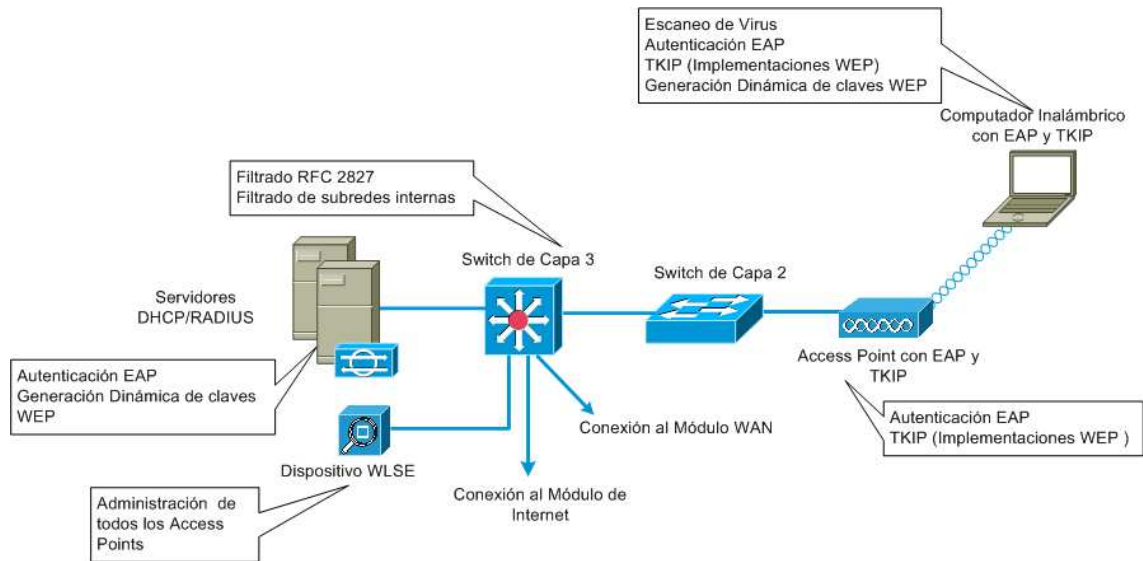 Escaneo de Virus
Autenticación EAP
TKIP (Implementaciones WEP)
Generación Dinámica de claves WEP
Computador Inalámbrico
con EAP y TKIP
Filtrado RFC 2827
Filtrado de subredes internas
Switch de Capa 3
Switch de Capa 2
Servidores
DHCP/RADIUS
Access Point con EAP y
TKIP
Autenticación EAP
Generación Dinámica de claves
WEP
Autenticación EAP
TKIP (Implementaciones WEP )
Conexión al Módulo WAN
Dispositivo WLSE
Conexión al Módulo de
Internet
Administración de
todos los Access
Points